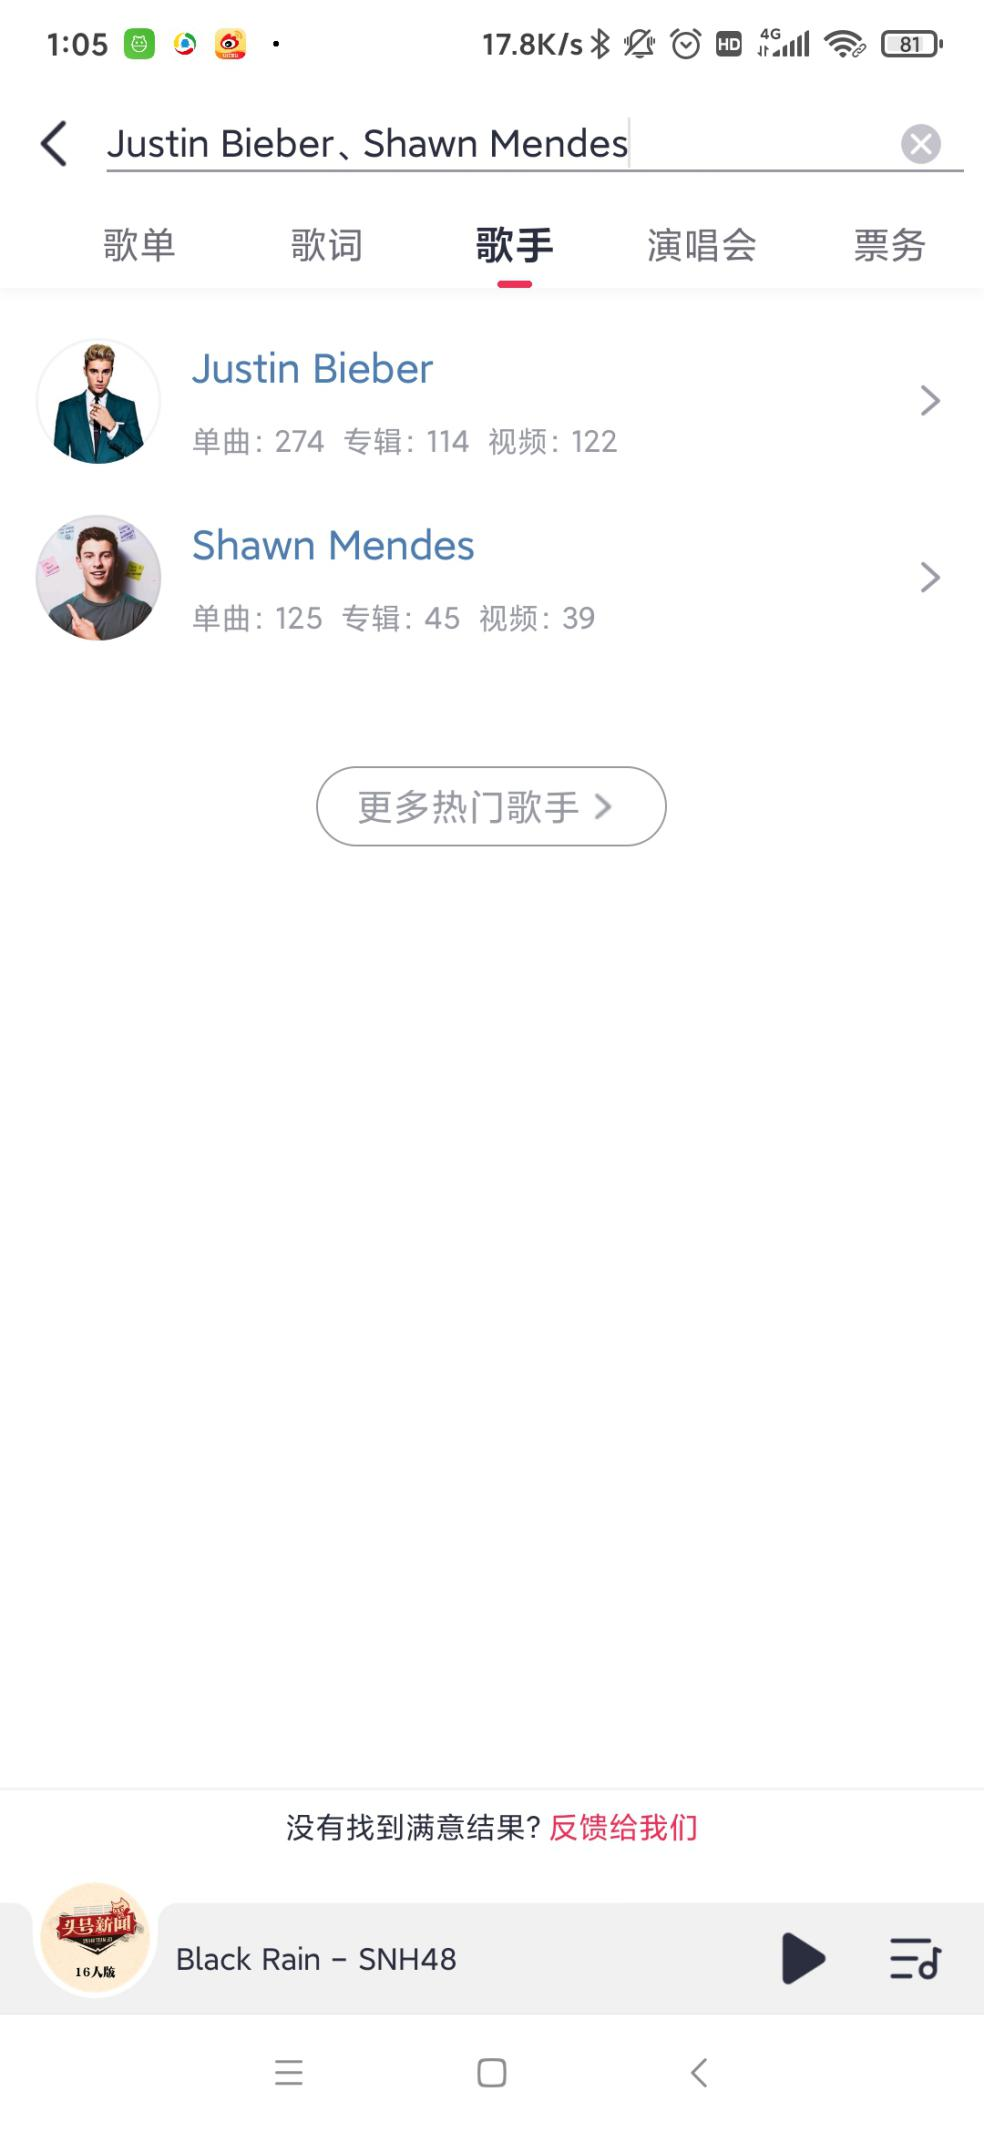 1:05 17.8K/s HD 4G 81
Justin Bieber、Shawn Mendes
歌单 歌词 歌手 演唱会 票务
Justin Bieber
单曲: 274 专辑: 114 视频: 122
Shawn Mendes
单曲: 125 专辑: 45 视频: 39
更多热门歌手
没有找到满意结果? 反馈给我们
头号新闻
16人版
Black Rain - SNH48